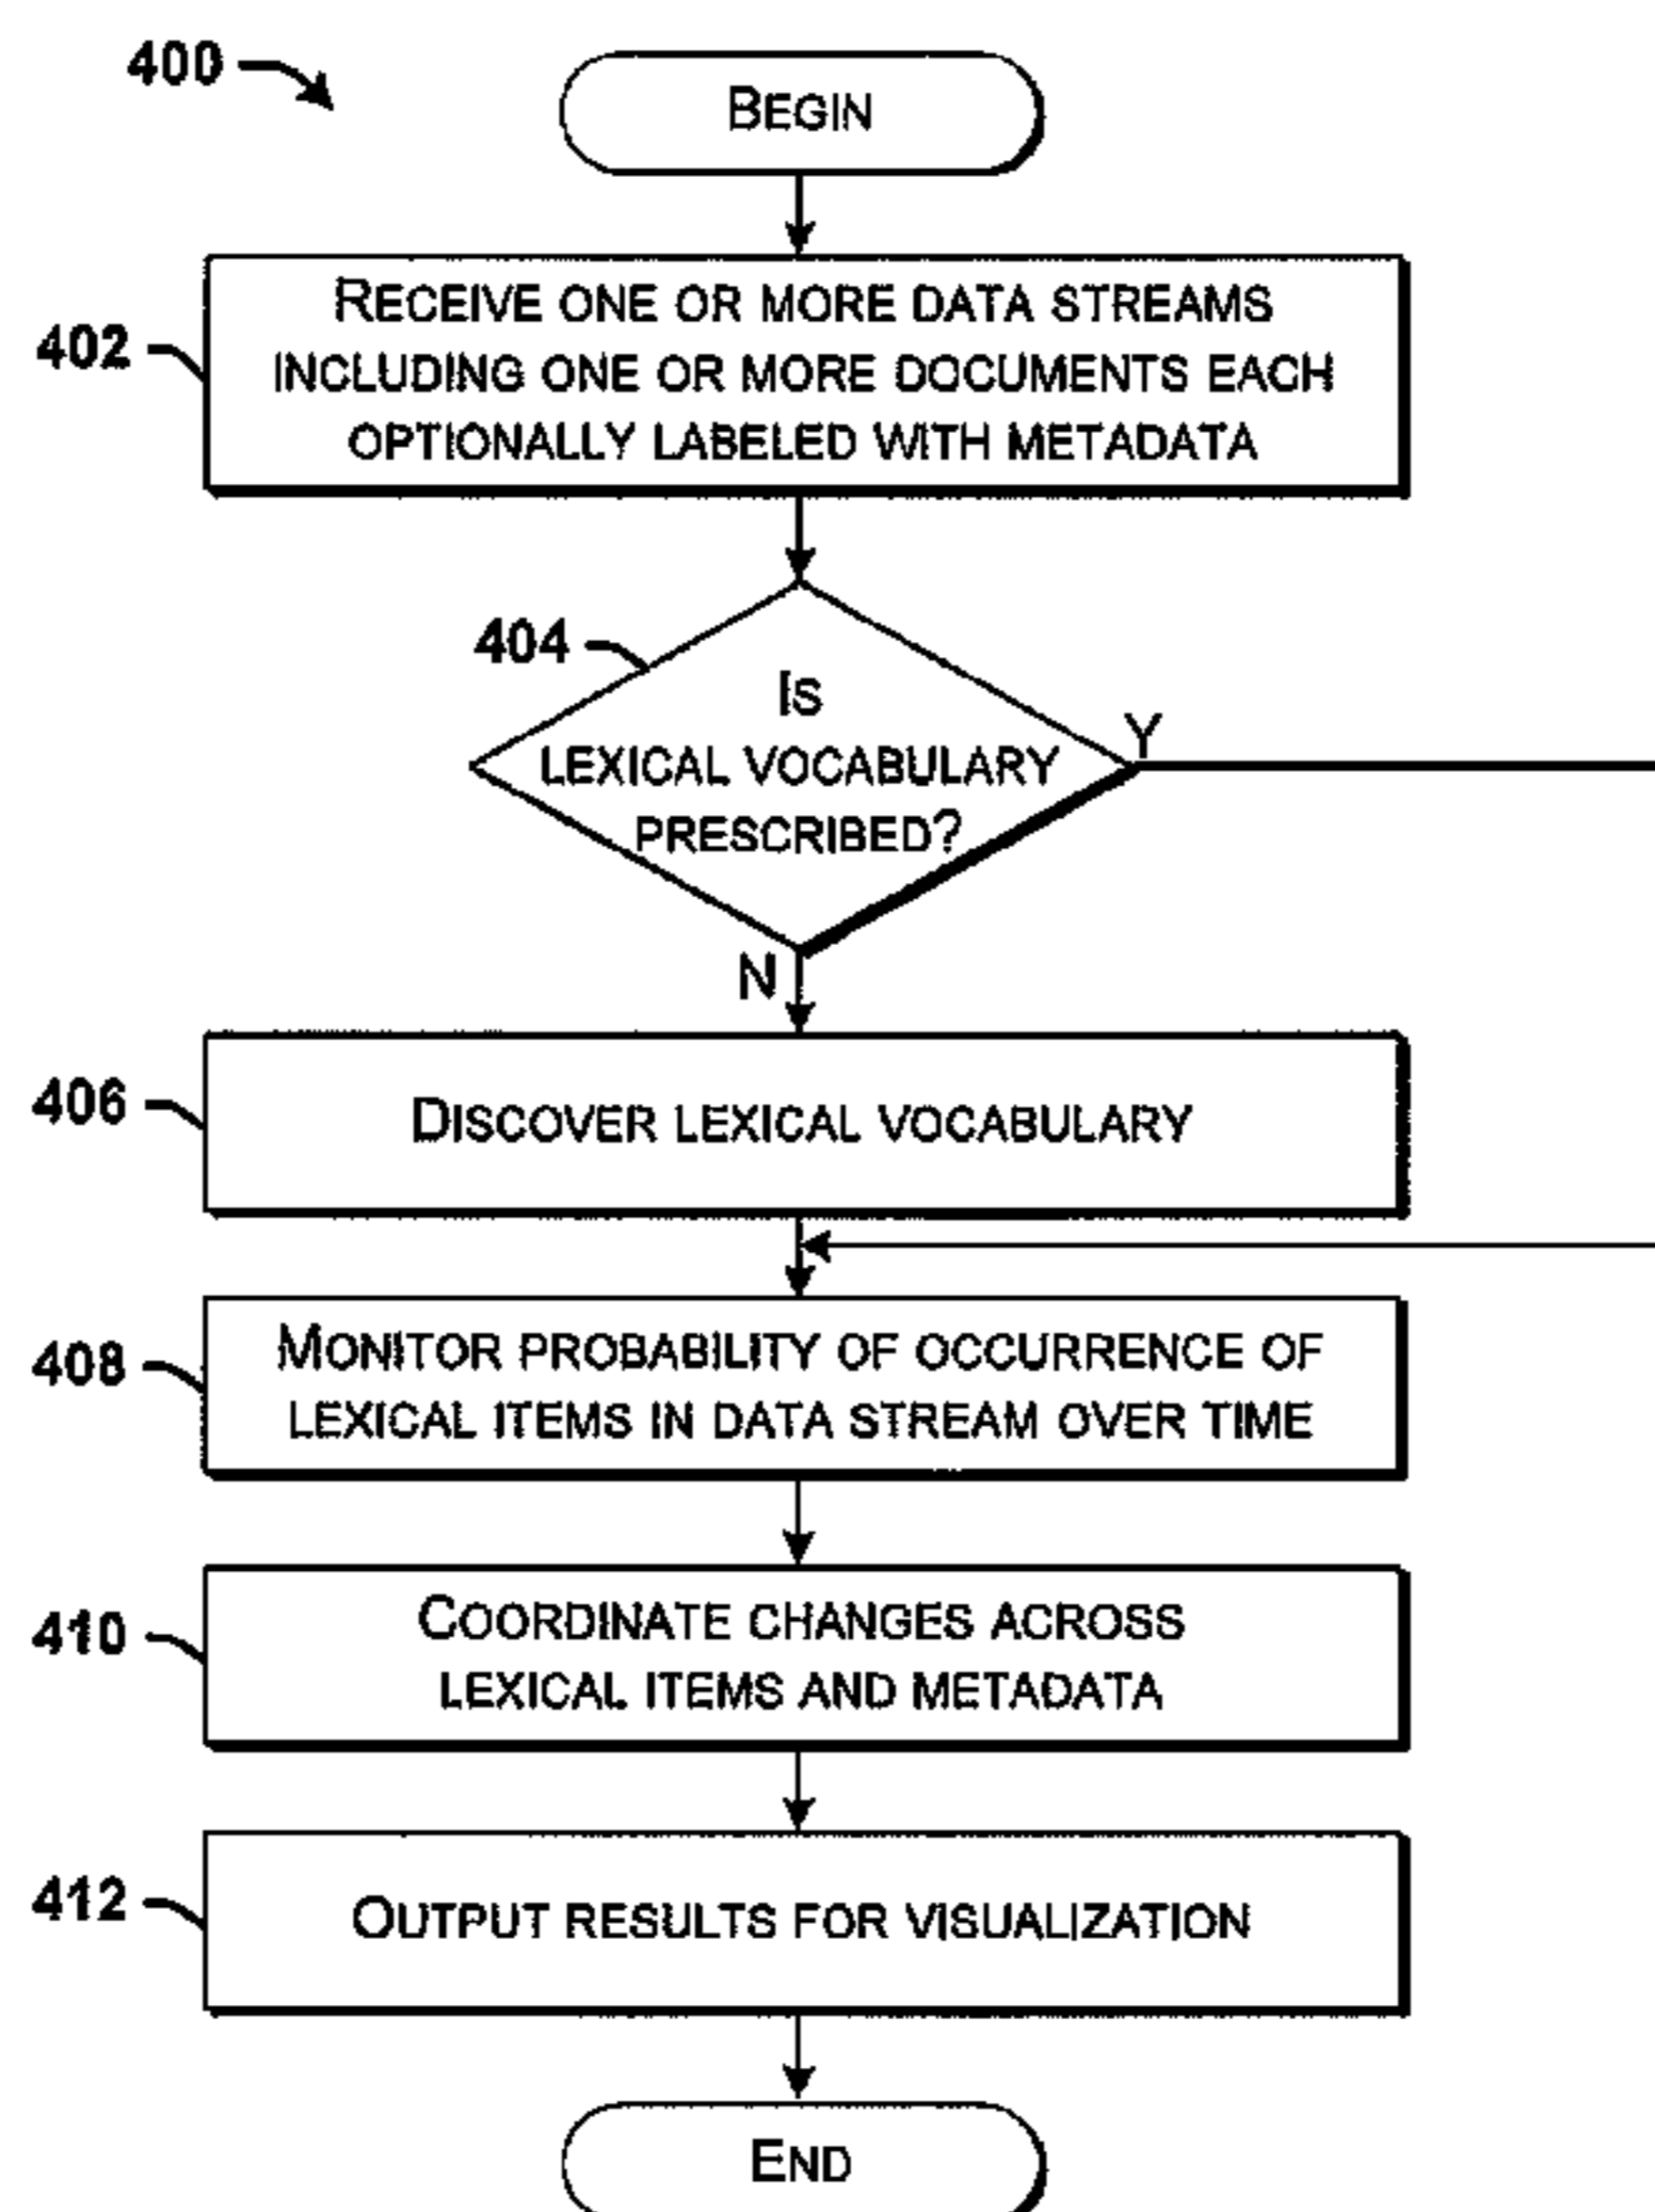 400
BEGIN
402
RECEIVE ONE OR MORE DATA STREAMS
INCLUDING ONE OR MORE DOCUMENTS EACH
OPTIONALLY LABELED WITH METADATA
404
IS
LEXICAL VOCABULARY
PRESCRIBED?
Y
N
406
DISCOVER LEXICAL VOCABULARY
408
MONITOR PROBABILITY OF OCCURRENCE OF
LEXICAL ITEMS IN DATA STREAM OVER TIME
410
COORDINATE CHANGES ACROSS
LEXICAL ITEMS AND METADATA
412
OUTPUT RESULTS FOR VISUALIZATION
END